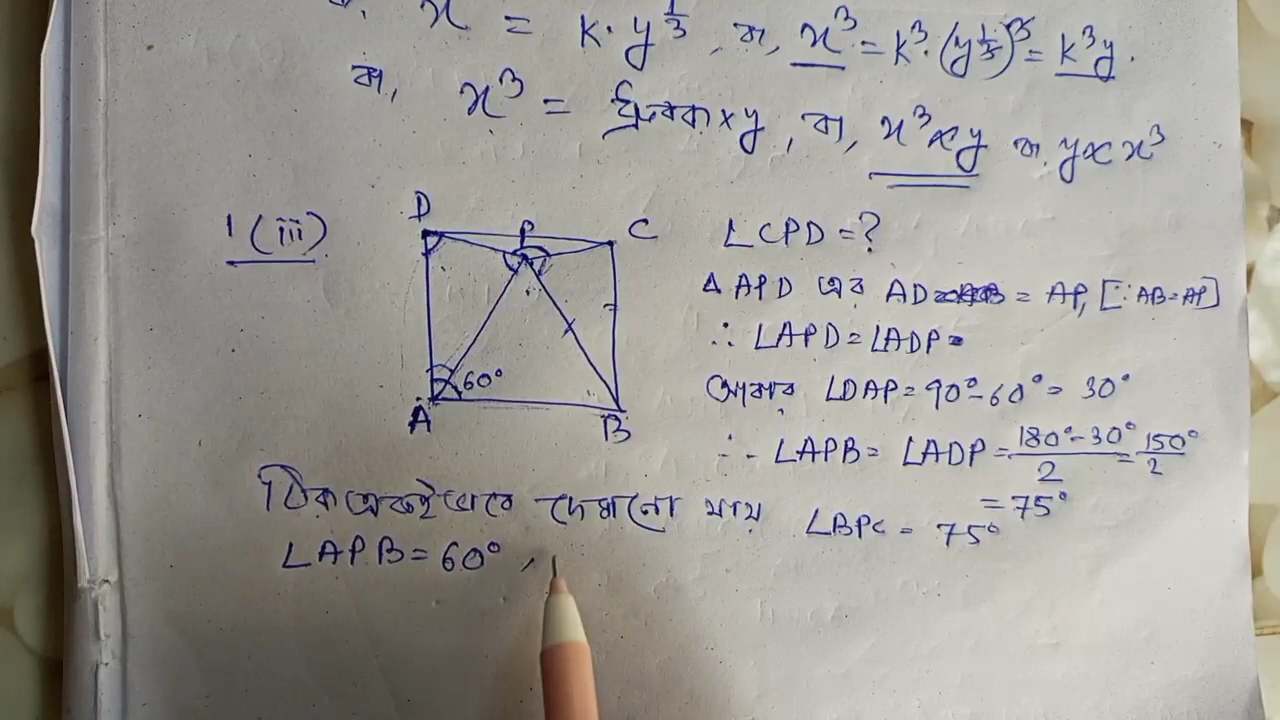 x = K·y^{1/3}, বা, x³ = K³·(y^{1/3})³ = K³y.
বা, x³ = ধ্রুবক×y, বা, x³∝y বা y∝x³
1 (iii)
D P C
60°
A B
∠CPD = ?
Δ APD এর AD = AP, [∵ AB = AP]
∴ ∠APD = ∠ADP =
∠DAP = 90° – 60° = 30°
∴ ∠APB = ∠ADP = (180° – 30°)/2 = 150°/2
= 75°
ঠিক একইভাবে দেখানো যায় ∠BPC = 75°
∠APB = 60° ,